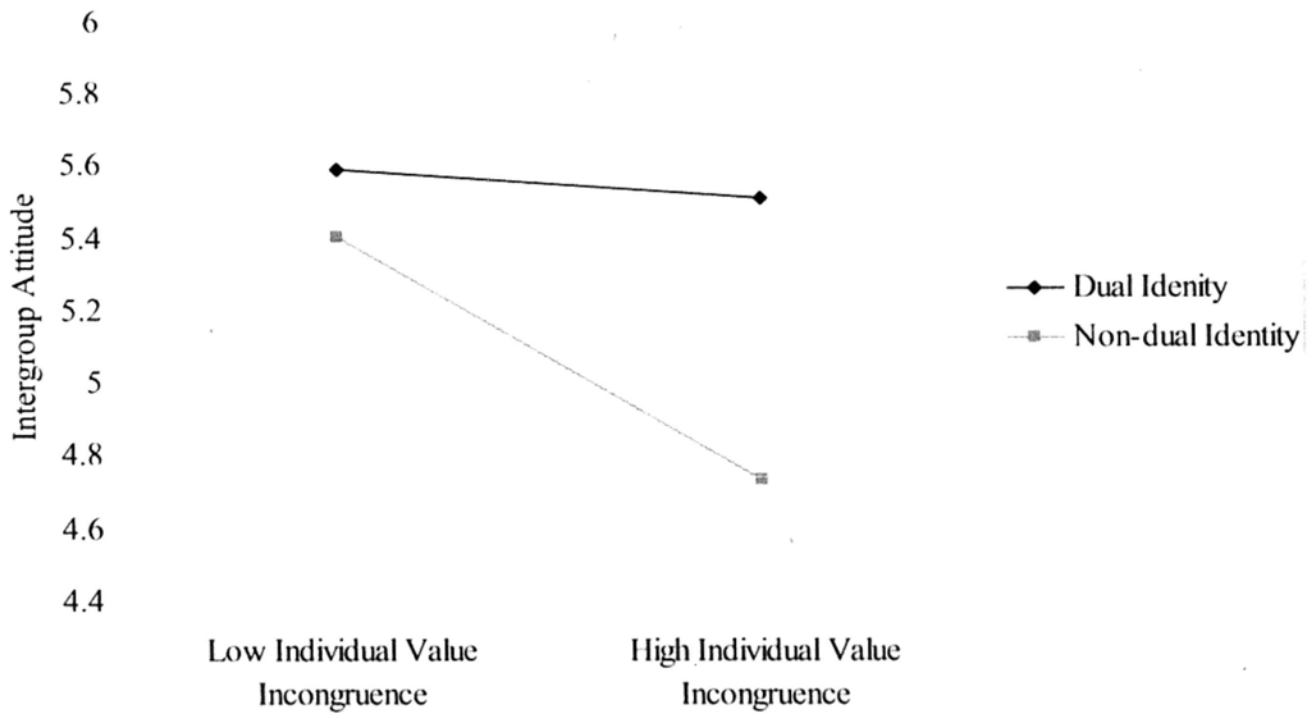 6
5.8
5.6
5.4
5.2
5
4.8
4.6
4.4
Intergroup Attitude
Dual Idenity
Non-dual Identity
Low Individual Value
Incongruence
High Individual Value
Incongruence